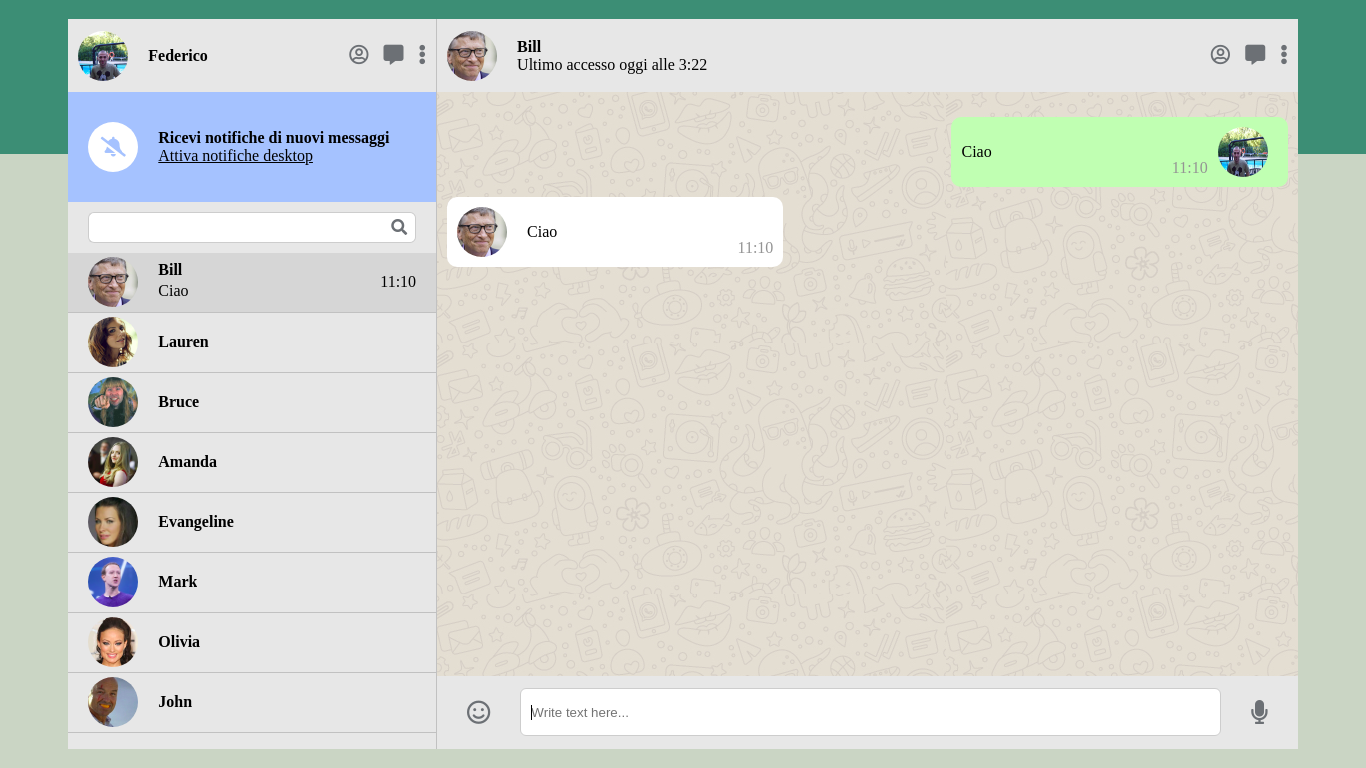 Federico
Ricevi notifiche di nuovi messaggi
Attiva notifiche desktop
Bill
Ciao
11:10
Lauren
Bruce
Amanda
Evangeline
Mark
Olivia
John
Bill
Ultimo accesso oggi alle 3:22
Ciao
11:10
Ciao
11:10
Write text here...